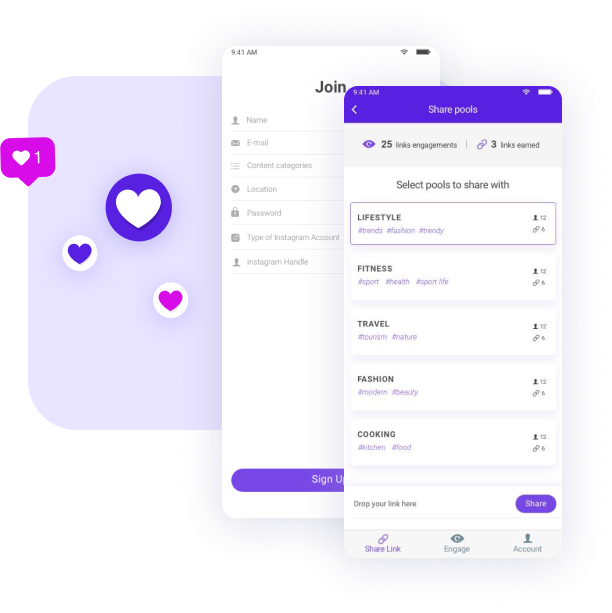 1
9:41 AM
Join
Name
E-mail
Content categories
Location
Password
Type of Instagram Account
Instagram Handle
Sign Up
9:41 AM
Share pools
25 links engagements
3 links earned
Select pools to share with
LIFESTYLE
#trends #fashion #trendy
12
6
FITNESS
#sport #health #sport life
12
6
TRAVEL
#tourism #nature
12
6
FASHION
#modern #beauty
12
6
COOKING
#kitchen #food
12
6
Drop your link here
Share
Share Link
Engage
Account